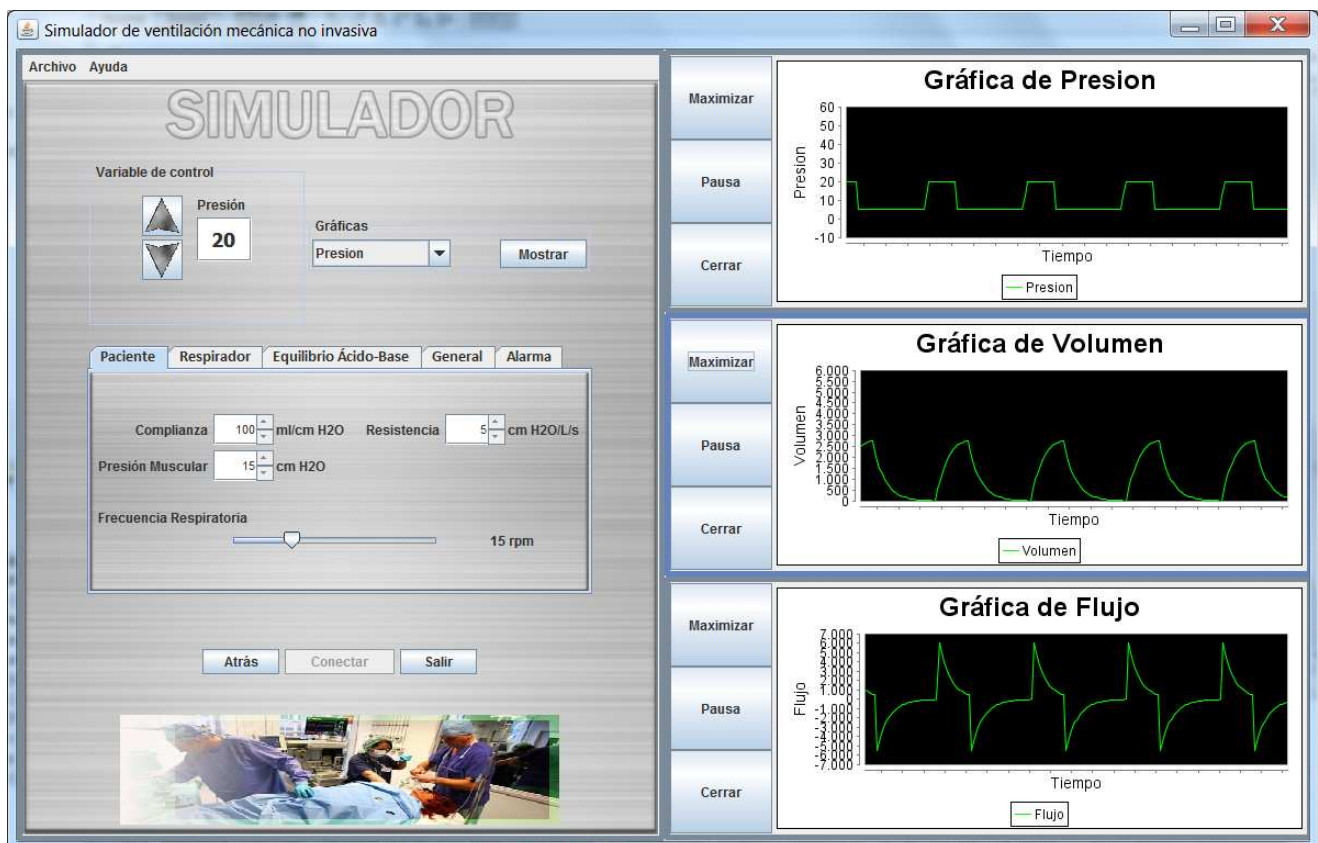 Simulador de ventilación mecánica no invasiva
Archivo Ayuda
SIMULADOR
Variable de control
Presión
20
Gráficas
Presion
Mostrar
Paciente Respirador Equilibrio Ácido-Base General Alarma
Complianza 100 ml/cm H2O Resistencia 5 cm H2O/L/s
Presión Muscular 15 cm H2O
Frecuencia Respiratoria
15 rpm
Atrás Conectar Salir
Maximizar
Pausa
Cerrar
Gráfica de Presion
Presion
60
50
40
30
20
10
0
-10
Tiempo
Presion
Maximizar
Pausa
Cerrar
Gráfica de Volumen
Volumen
6.000
5.500
5.000
4.500
4.000
3.500
3.000
2.500
2.000
1.500
1.000
500
0
Tiempo
Volumen
Maximizar
Pausa
Cerrar
Gráfica de Flujo
Flujo
7.000
6.000
5.000
4.000
3.000
2.000
1.000
0
-1.000
-2.000
-3.000
-4.000
-5.000
-6.000
-7.000
Tiempo
Flujo